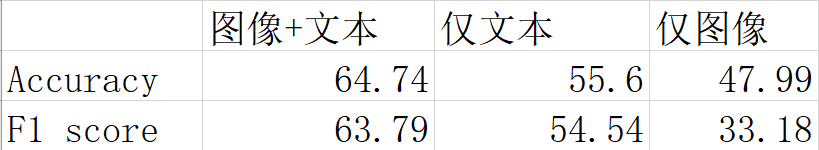 图像+文本 仅文本 仅图像
Accuracy 64.74 55.6 47.99
F1 score 63.79 54.54 33.18